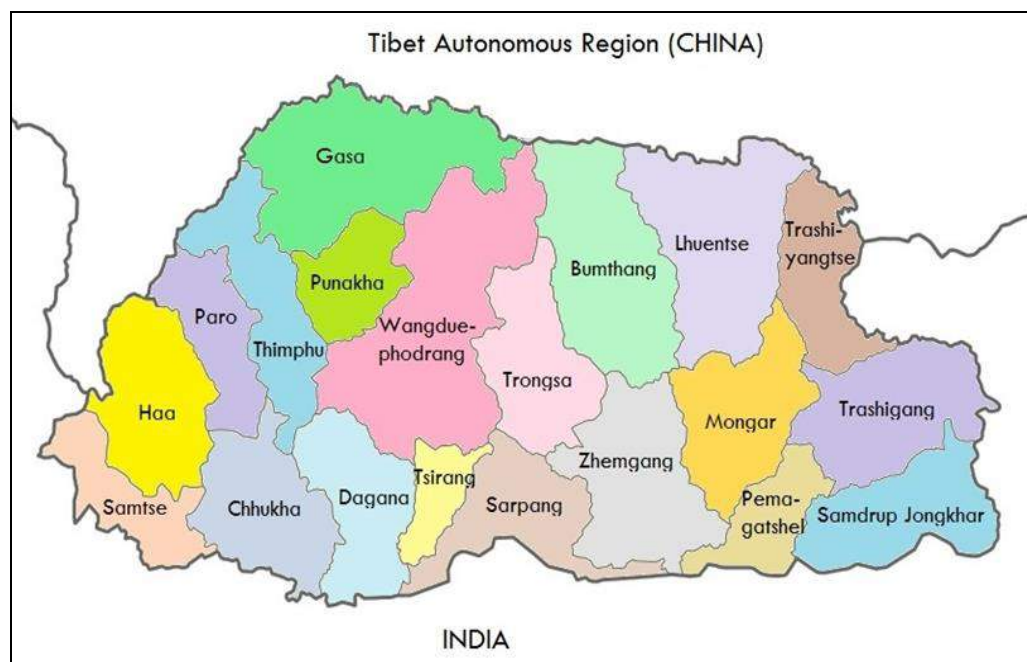 Tibet Autonomous Region (CHINA)
Gasa
Lhuentse
Trashi-
yangtse
Bumthang
Punakha
Paro
Wangdue-
phodrang
Thimphu
Trongsa
Haa
Mongar
Trashigang
Zhemgang
Tsirang
Samtse
Chhukha
Dagana
Sarpang
Pema-
gatshel
Samdrup Jongkhar
INDIA